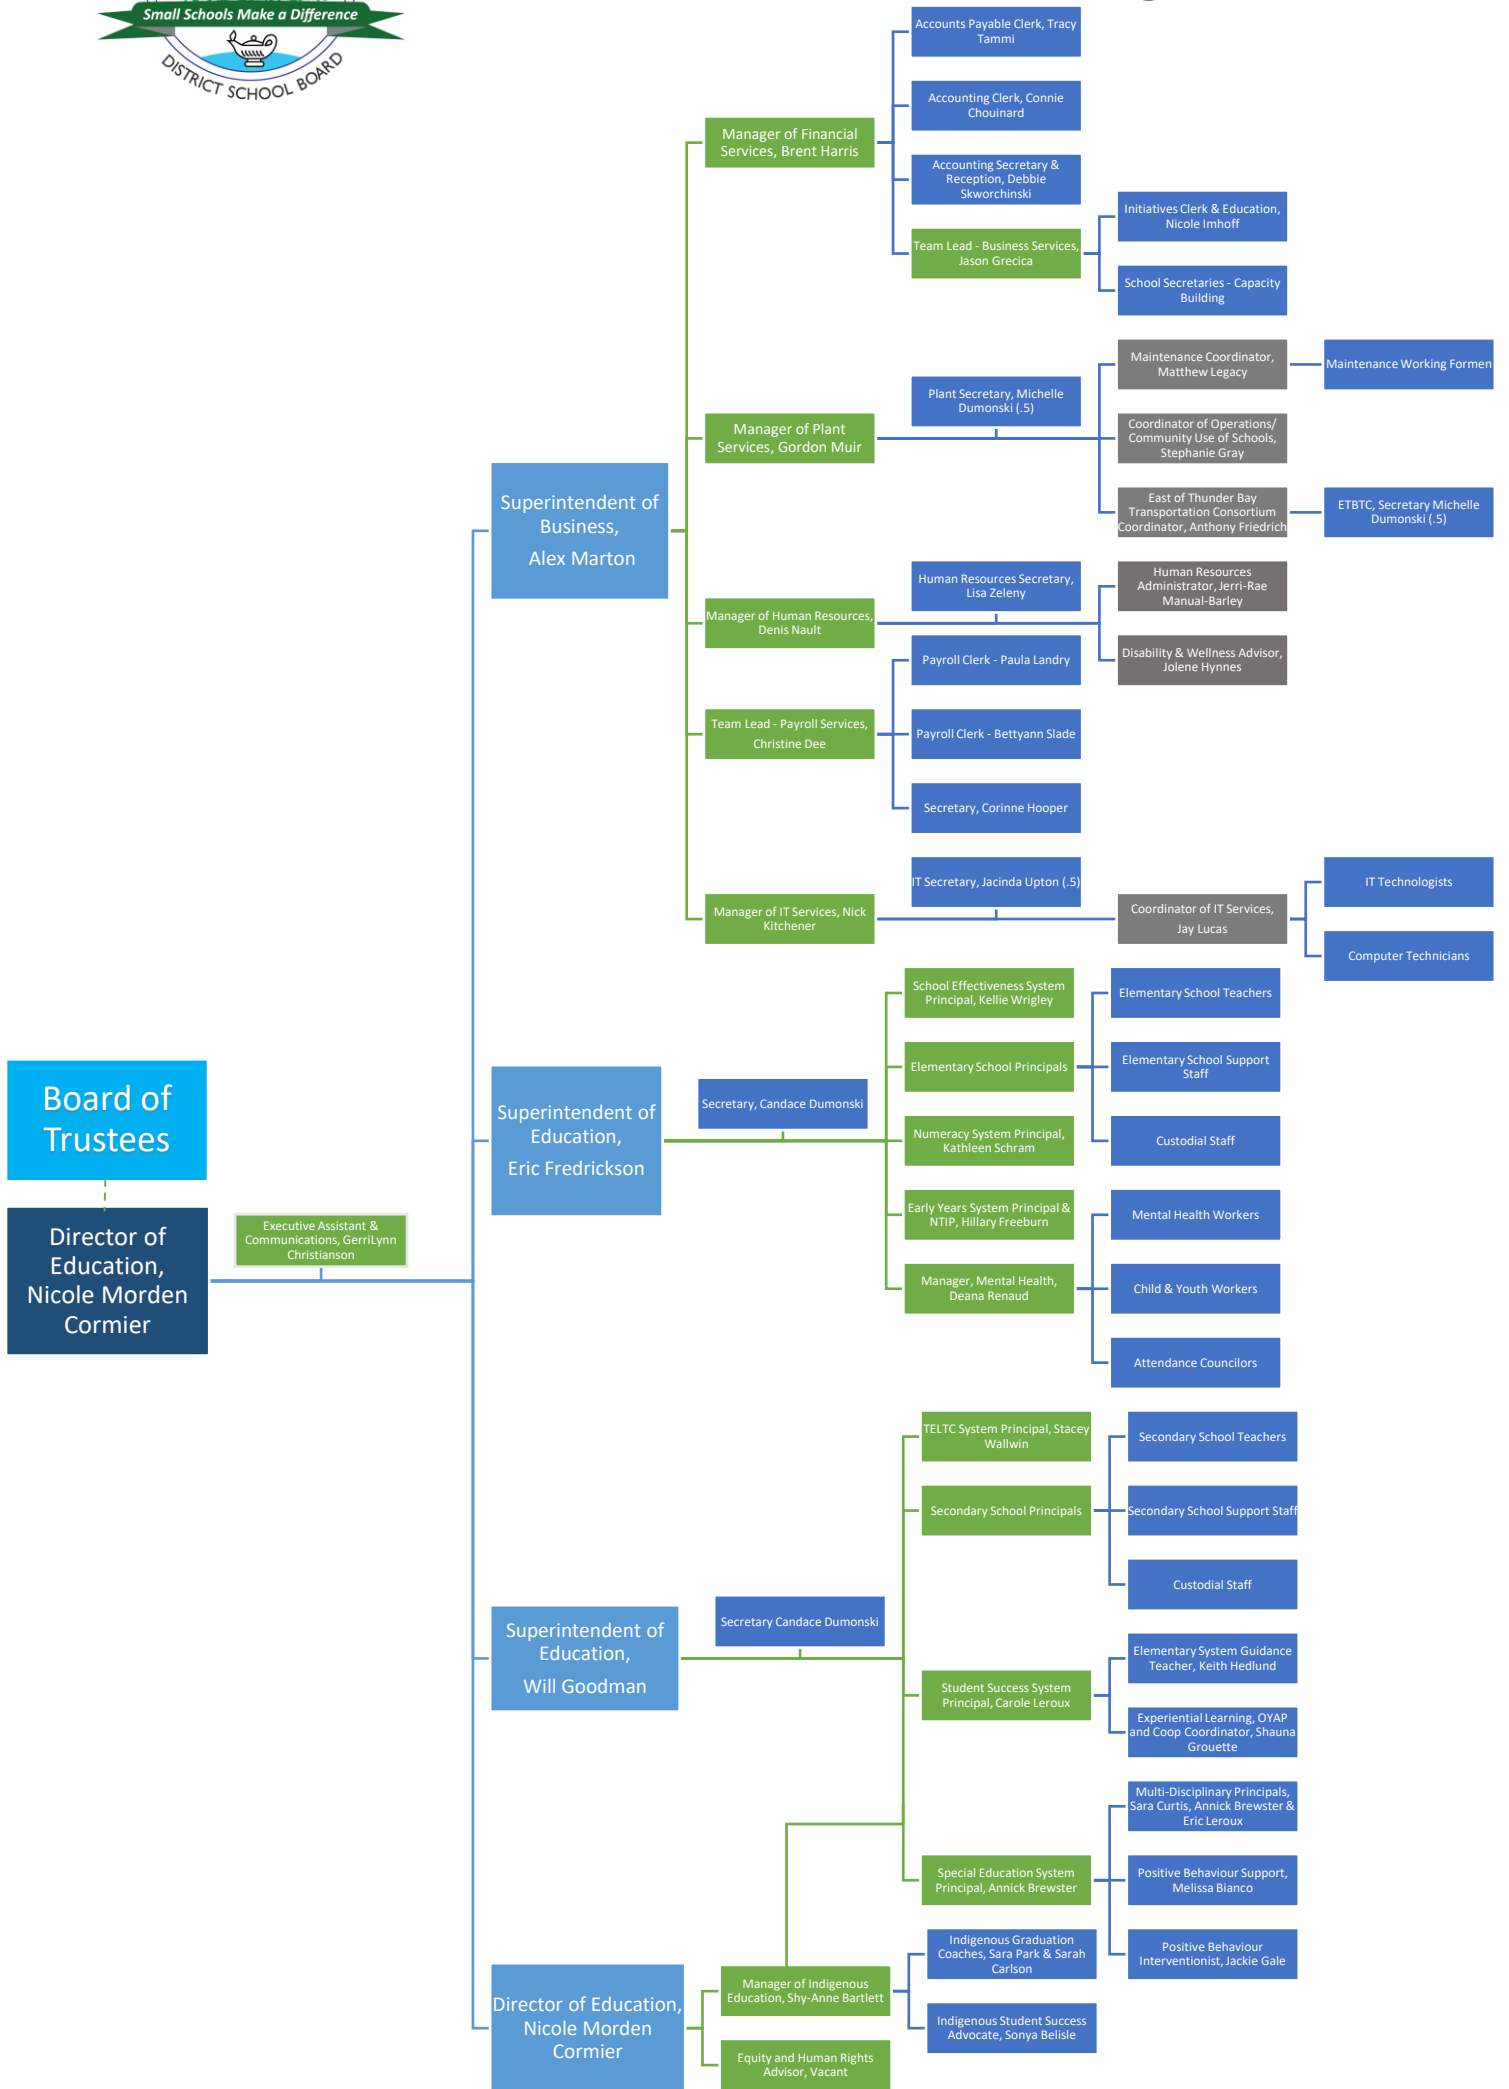 Small Schools Make a Difference
DISTRICT SCHOOL BOARD
Accounts Payable Clerk, Tracy
Tammi
Accounting Clerk, Connie
Chouinard
Manager of Financial
Services, Brent Harris
Accounting Secretary &
Reception, Debbie
Skworchinski
Team Lead - Business Services,
Jason Grecica
Initiatives Clerk & Education,
Nicole Imhoff
School Secretaries - Capacity
Building
Superintendent of
Business,
Alex Marton
Manager of Plant
Services, Gordon Muir
Plant Secretary, Michelle
Dumonski (.5)
Maintenance Coordinator,
Matthew Legacy
Maintenance Working Formen
Coordinator of Operations/
Community Use of Schools,
Stephanie Gray
East of Thunder Bay
Transportation Consortium
Coordinator, Anthony Friedrich
ETBTC, Secretary Michelle
Dumonski (.5)
Manager of Human Resources,
Denis Nault
Human Resources Secretary,
Lisa Zeleny
Human Resources
Administrator, Jerri-Rae
Manual-Barley
Disability & Wellness Advisor,
Jolene Hynnes
Team Lead - Payroll Services,
Christine Dee
Payroll Clerk - Paula Landry
Payroll Clerk - Bettyann Slade
Secretary, Corinne Hooper
Manager of IT Services, Nick
Kitchener
IT Secretary, Jacinda Upton (.5)
Coordinator of IT Services,
Jay Lucas
IT Technologists
Computer Technicians
Board of
Trustees
Director of
Education,
Nicole Morden
Cormier
Executive Assistant &
Communications, GerriLynn
Christianson
Superintendent of
Education,
Eric Fredrickson
Secretary, Candace Dumonski
School Effectiveness System
Principal, Kellie Wrigley
Elementary School Principals
Elementary School Teachers
Elementary School Support
Staff
Custodial Staff
Numeracy System Principal,
Kathleen Schram
Early Years System Principal &
NTIP, Hillary Freeburn
Manager, Mental Health,
Deana Renaud
Mental Health Workers
Child & Youth Workers
Attendance Councilors
Superintendent of
Education,
Will Goodman
Secretary Candace Dumonski
TELTC System Principal, Stacey
Wallwin
Secondary School Principals
Secondary School Teachers
Secondary School Support Staff
Custodial Staff
Student Success System
Principal, Carole Leroux
Elementary System Guidance
Teacher, Keith Hedlund
Experiential Learning, OYAP
and Coop Coordinator, Shauna
Grouette
Special Education System
Principal, Annick Brewster
Multi-Disciplinary Principals,
Sara Curtis, Annick Brewster &
Eric Leroux
Positive Behaviour Support,
Melissa Bianco
Positive Behaviour
Interventionist, Jackie Gale
Director of Education,
Nicole Morden
Cormier
Manager of Indigenous
Education, Shy-Anne Bartlett
Indigenous Graduation
Coaches, Sara Park & Sarah
Carlson
Indigenous Student Success
Advocate, Sonya Belisle
Equity and Human Rights
Advisor, Vacant